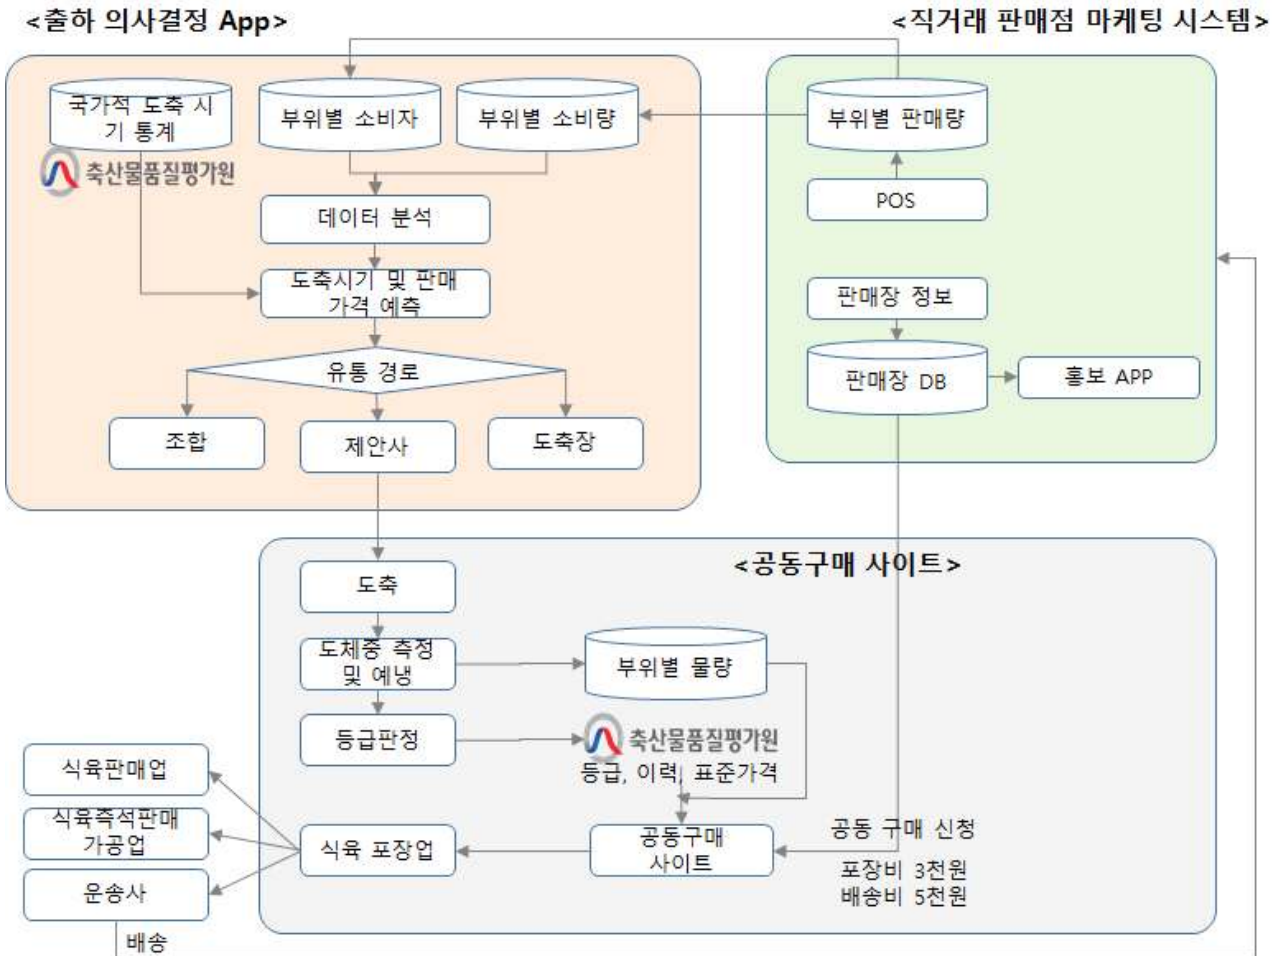 <출하 의사결정 App>
<직거래 판매점 마케팅 시스템>
국가적 도축 시
기 통계
축산물품질평가원
부위별 소비자
부위별 소비량
데이터 분석
도축시기 및 판매
가격 예측
유통 경로
조합
제안사
도축장
부위별 판매량
POS
판매장 정보
판매장 DB
홍보 APP
<공동구매 사이트>
도축
도체중 측정
및 예냉
부위별 물량
등급판정
축산물품질평가원
등급, 이력, 표준가격
공동구매
사이트
공동 구매 신청
포장비 3천원
배송비 5천원
식육 포장업
식육판매업
식육즉석판매
가공업
운송사
배송